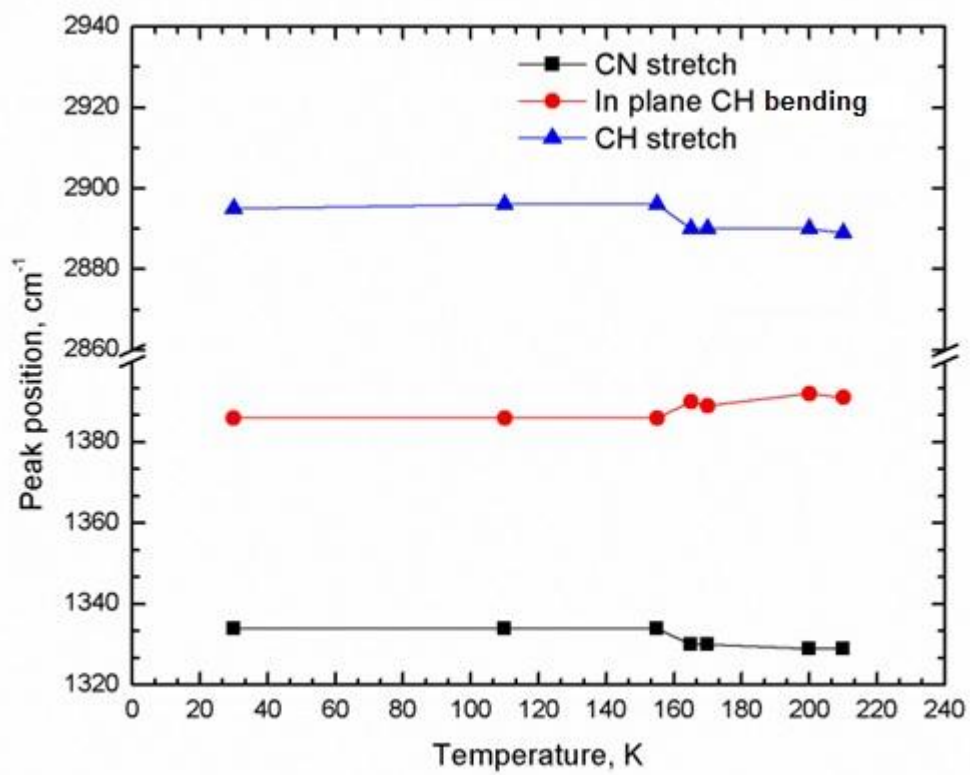 2940
2920
2900
2880
2860
1380
1360
1340
1320
Peak position, cm-1
CN stretch
In plane CH bending
CH stretch
0 20 40 60 80 100 120 140 160 180 200 220 240
Temperature, K